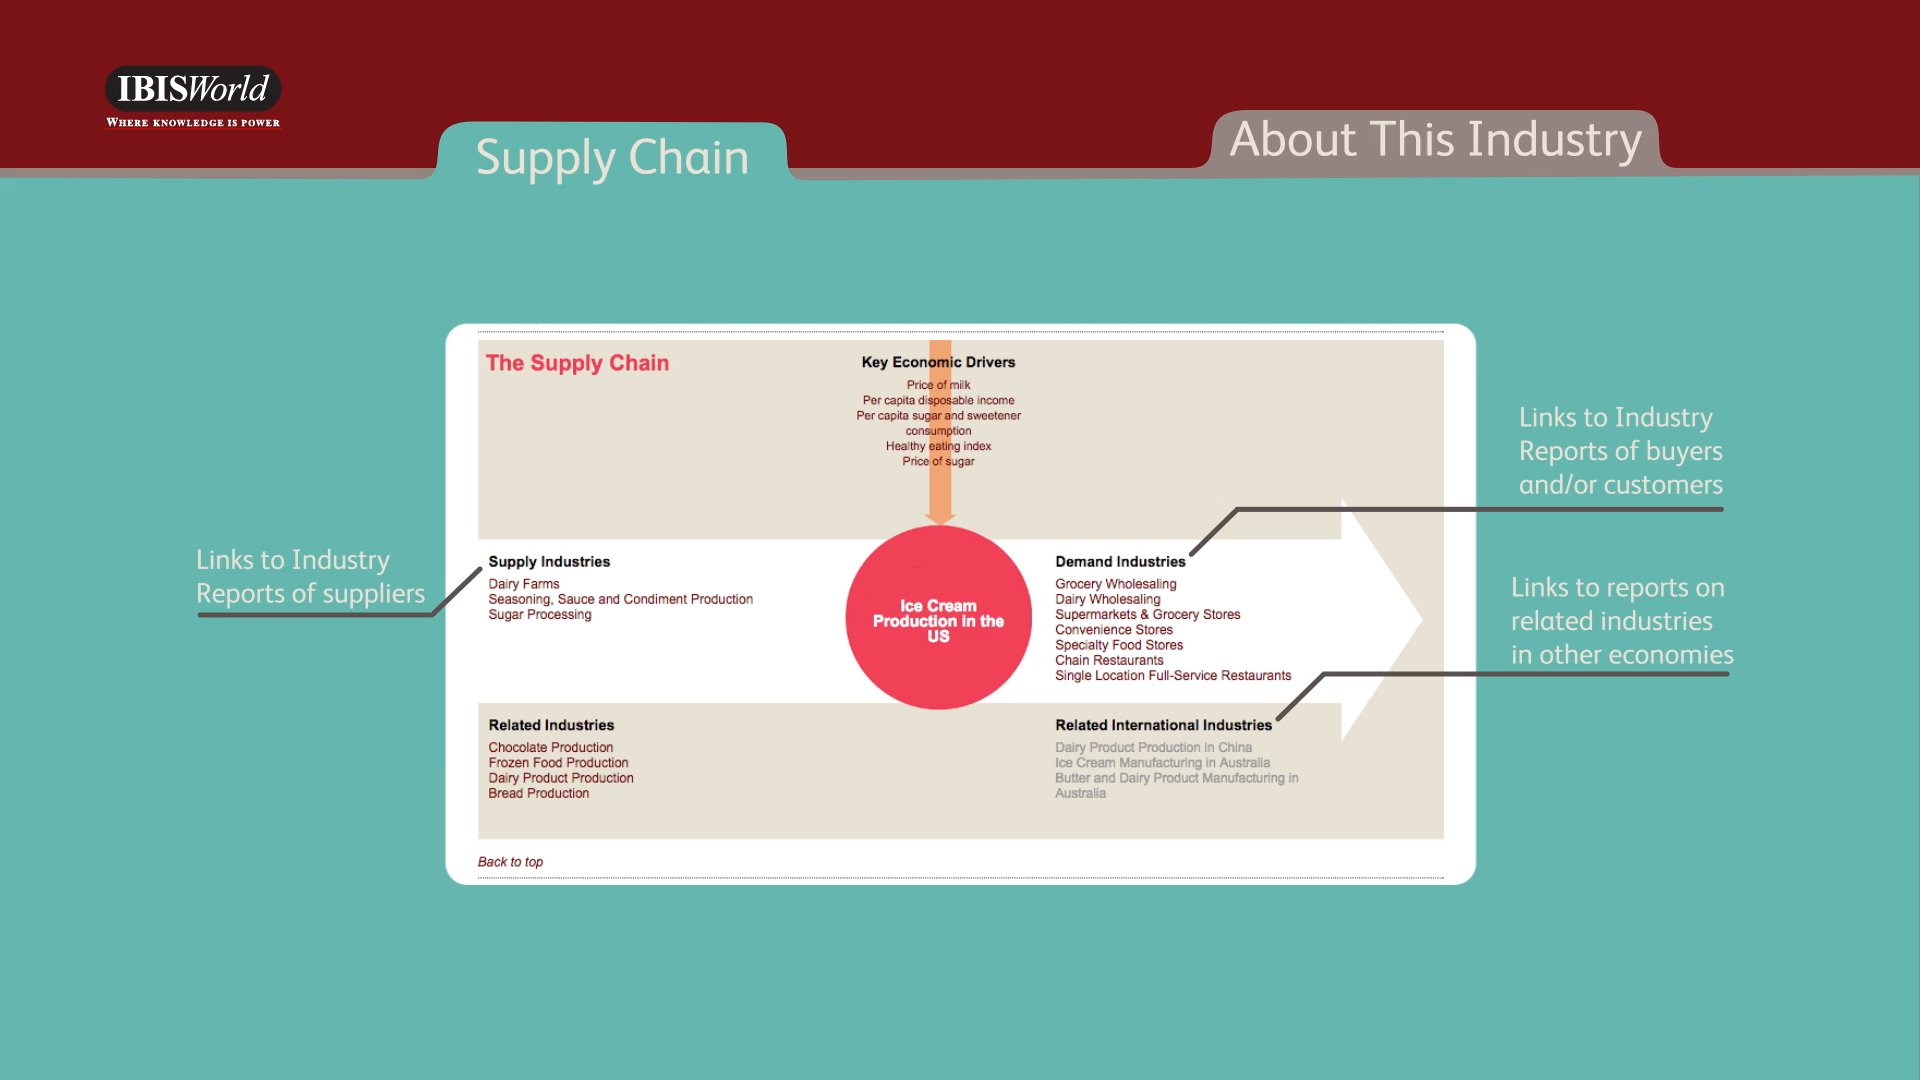 IBISWorld
WHERE KNOWLEDGE IS POWER
Supply Chain
About This Industry
The Supply Chain
Key Economic Drivers
Price of milk
Per capita disposable income
Per capita sugar and sweetener
consumption
Healthy eating index
Price of sugar
Links to Industry
Reports of buyers
and/or customers
Links to Industry
Reports of suppliers
Supply Industries
Dairy Farms
Seasoning, Sauce and Condiment Production
Sugar Processing
Ice Cream
Production in the
US
Demand Industries
Grocery Wholesaling
Dairy Wholesaling
Supermarkets & Grocery Stores
Convenience Stores
Specialty Food Stores
Chain Restaurants
Single Location Full-Service Restaurants
Links to reports on
related industries
in other economies
Related Industries
Chocolate Production
Frozen Food Production
Dairy Product Production
Bread Production
Related International Industries
Dairy Product Production in China
Ice Cream Manufacturing in Australia
Butter and Dairy Product Manufacturing in
Australia
Back to top